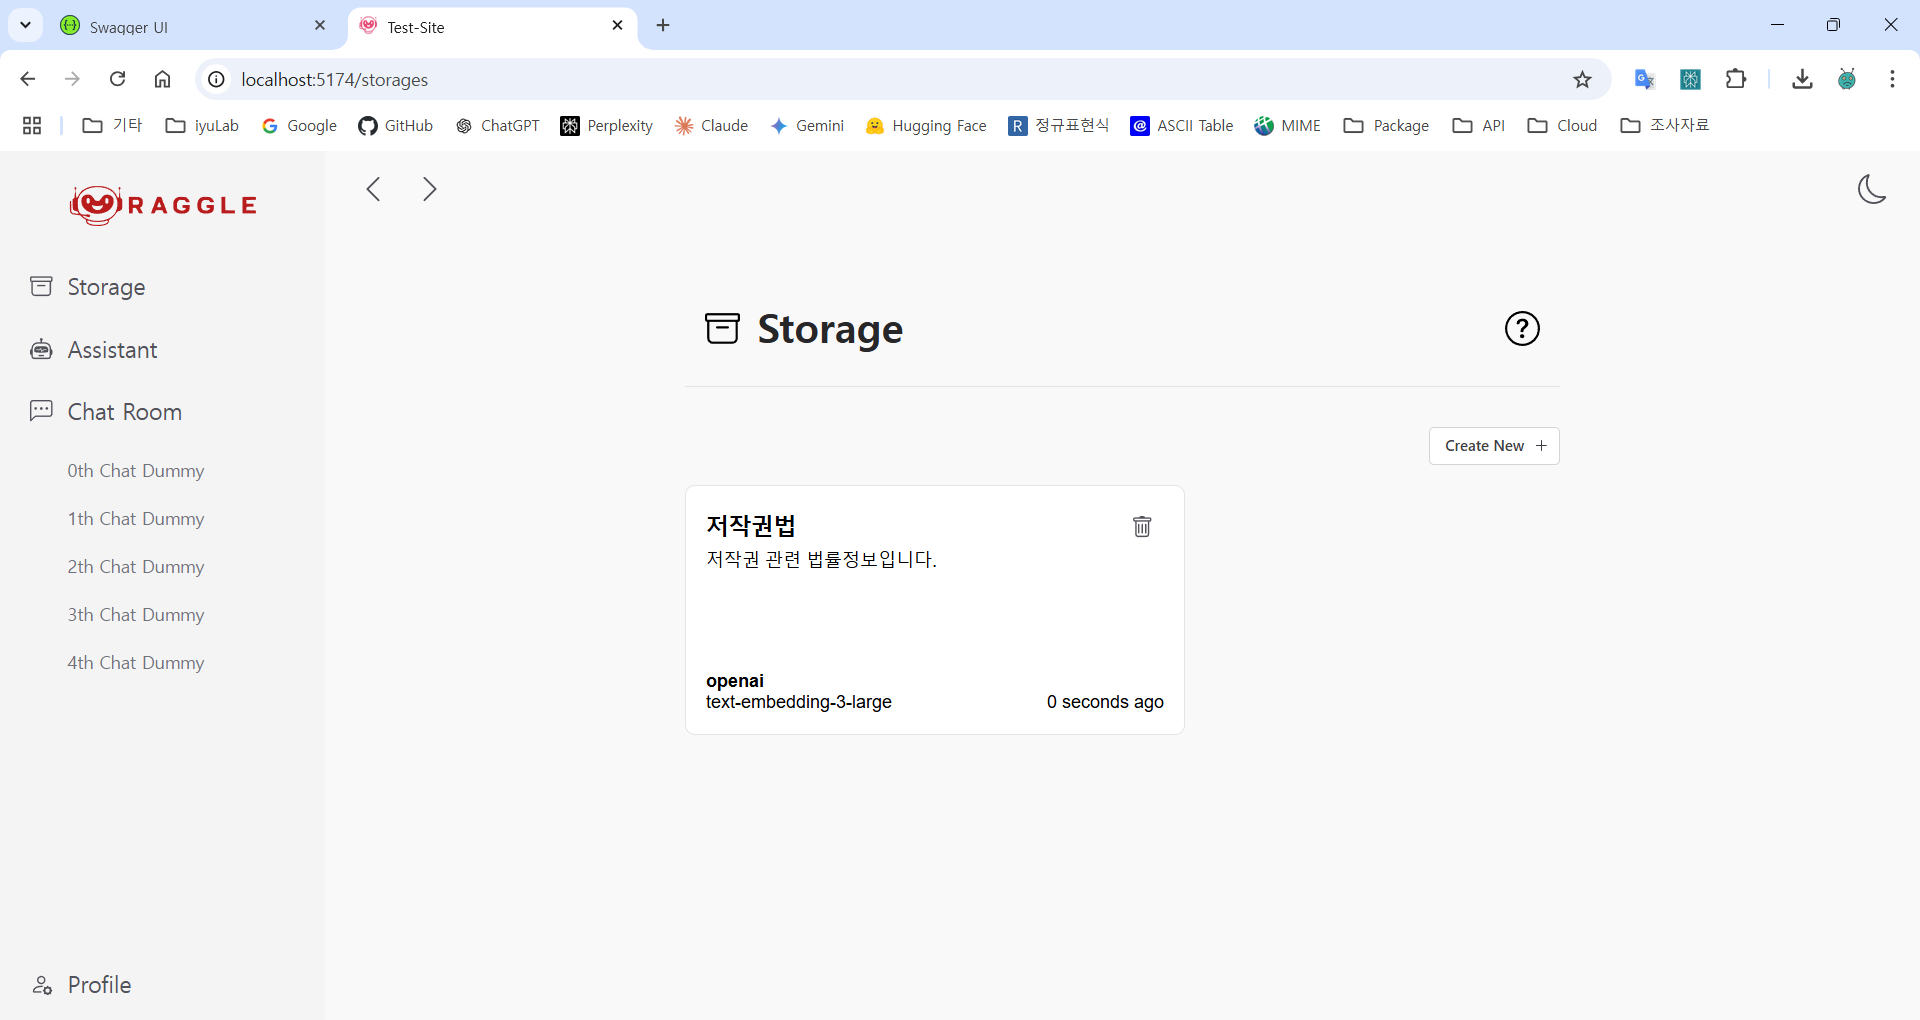 Swagger UI
Test-Site
localhost:5174/storages
기타 iyuLab Google GitHub ChatGPT Perplexity Claude Gemini Hugging Face R 정규표현식 @ ASCII Table MIME Package API Cloud 조사자료
RAGGLE
Storage
Assistant
Chat Room
0th Chat Dummy
1th Chat Dummy
2th Chat Dummy
3th Chat Dummy
4th Chat Dummy
Profile
Storage
Create New +
저작권법
저작권 관련 법률정보입니다.
openai
text-embedding-3-large 0 seconds ago